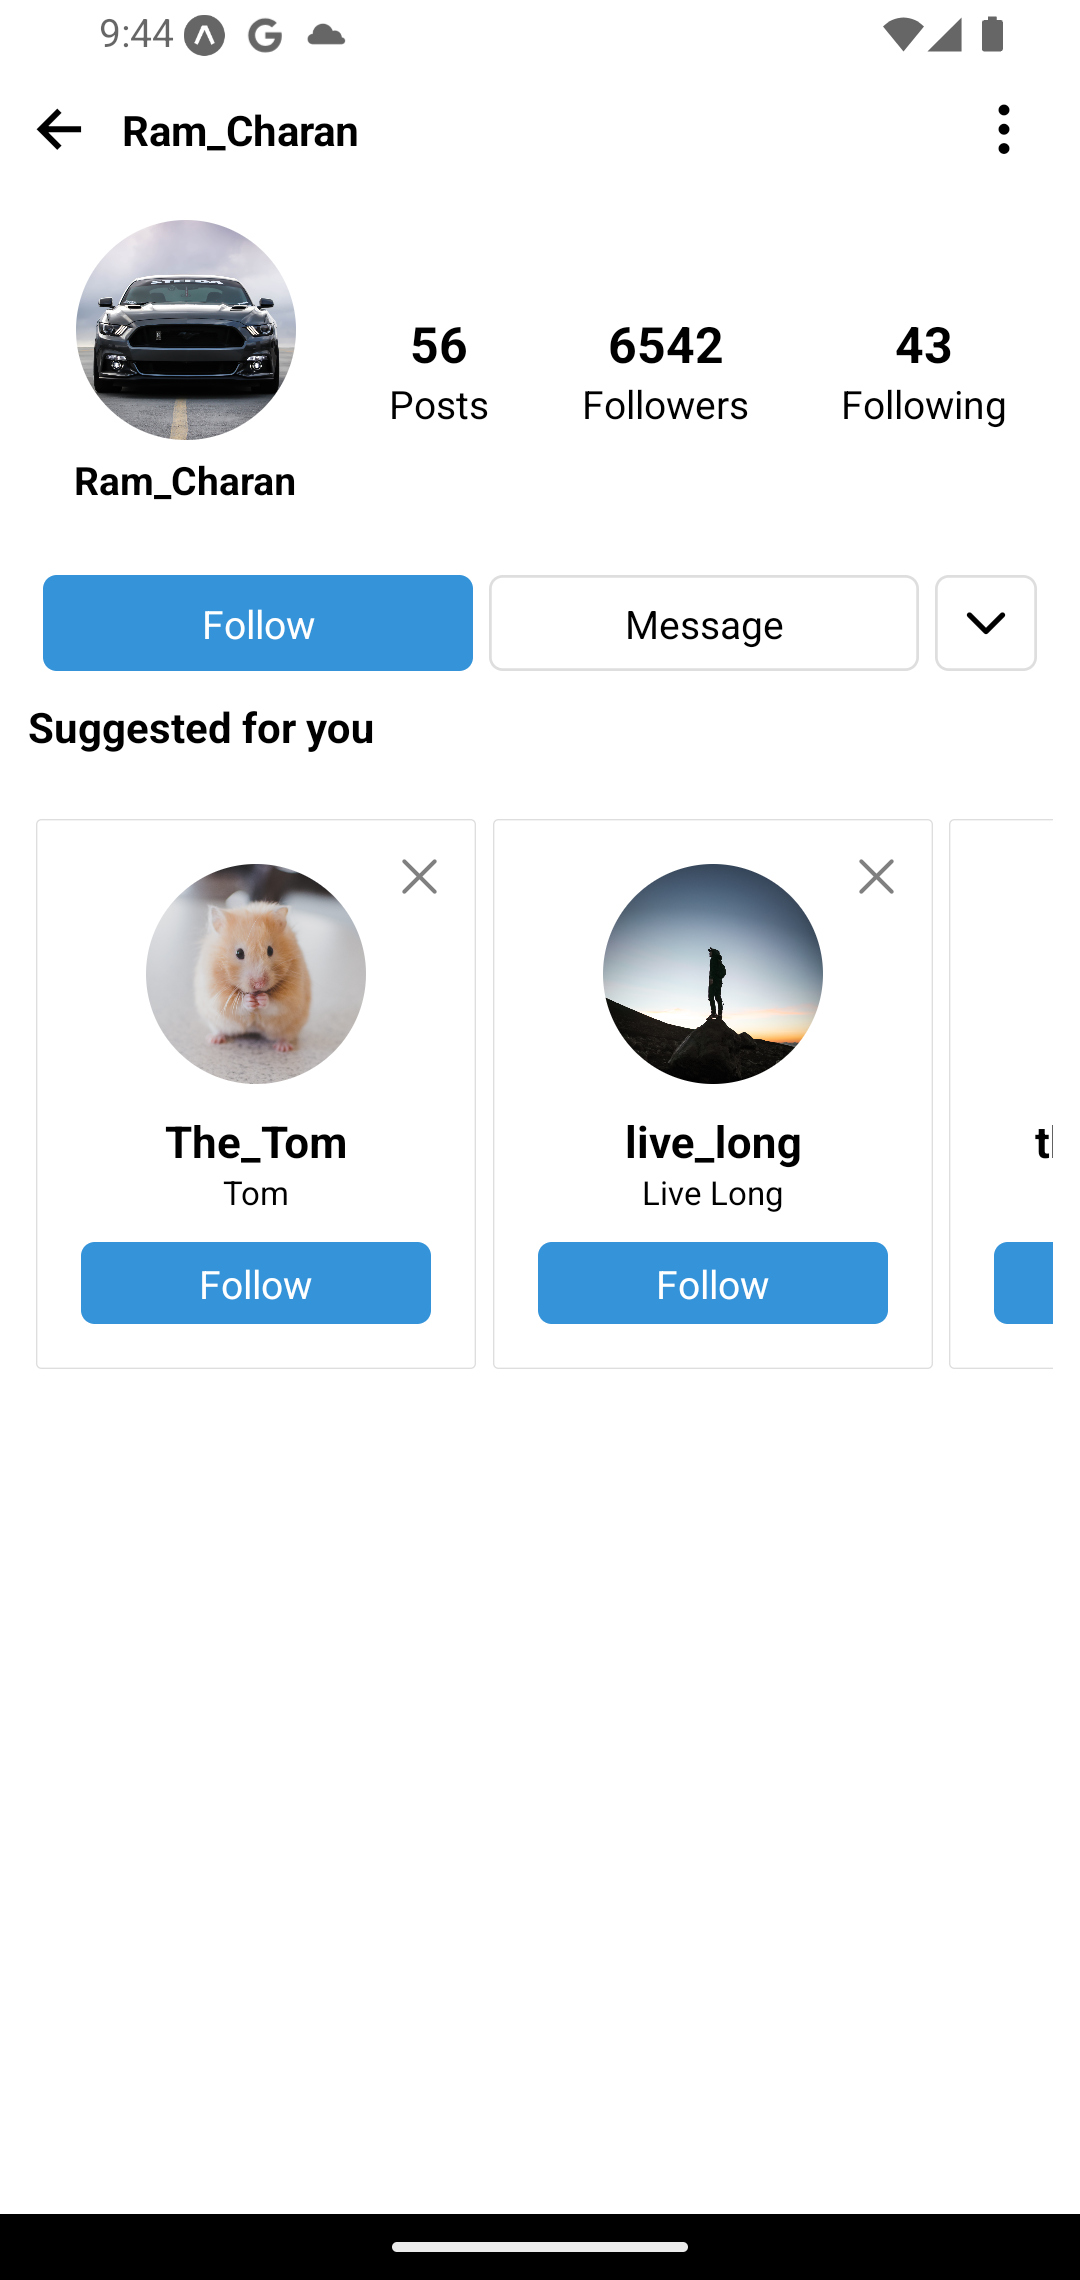 9:44
Ram_Charan
56 6542 43
Posts Followers Following
Ram_Charan
Follow Message
Suggested for you
The_Tom live_long
Tom Live Long
Follow Follow